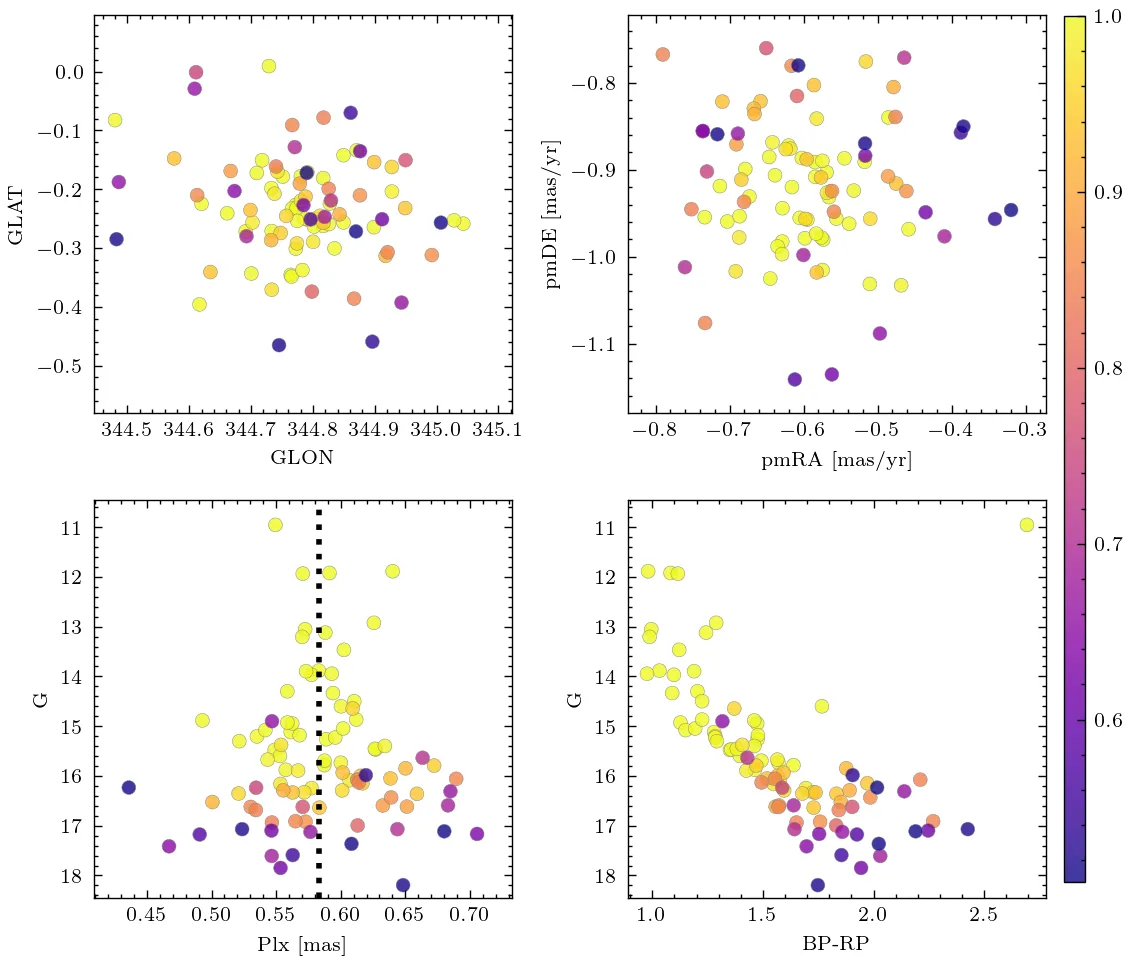 0.0
−0.1
−0.2
−0.3
−0.4
−0.5
GLAT
344.5 344.6 344.7 344.8 344.9 345.0 345.1
GLON
−0.8
−0.9
−1.0
−1.1
pmDE [mas/yr]
−0.8 −0.7 −0.6 −0.5 −0.4 −0.3
pmRA [mas/yr]
1.0
0.9
0.8
0.7
0.6
11
12
13
14
15
16
17
18
G
0.45 0.50 0.55 0.60 0.65 0.70
Plx [mas]
11
12
13
14
15
16
17
18
G
1.0 1.5 2.0 2.5
BP-RP